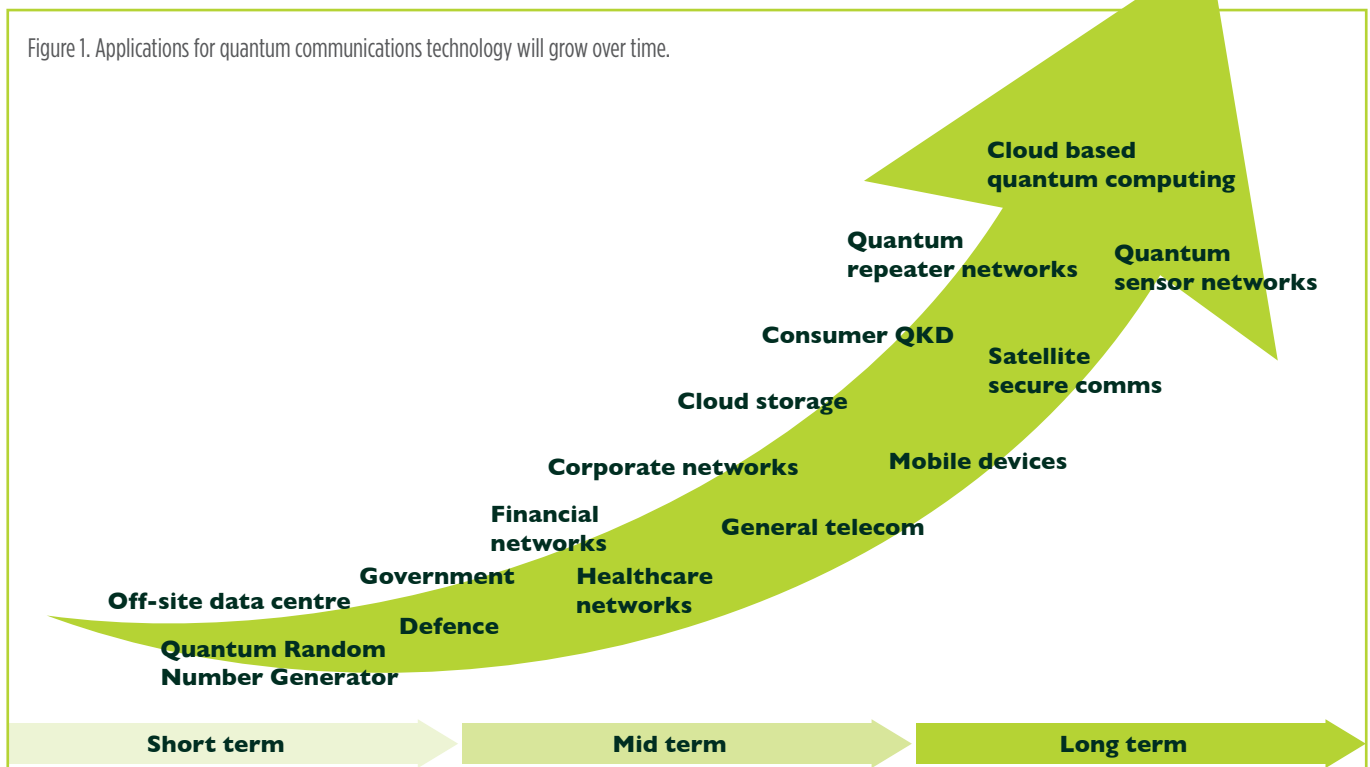 Figure 1. Applications for quantum communications technology will grow over time.
Cloud based
quantum computing
Quantum
repeater networks
Quantum
sensor networks
Consumer QKD
Satellite
secure comms
Cloud storage
Corporate networks
Mobile devices
Financial
networks
General telecom
Government
Healthcare
networks
Off-site data centre
Defence
Quantum Random
Number Generator
Short term
Mid term
Long term